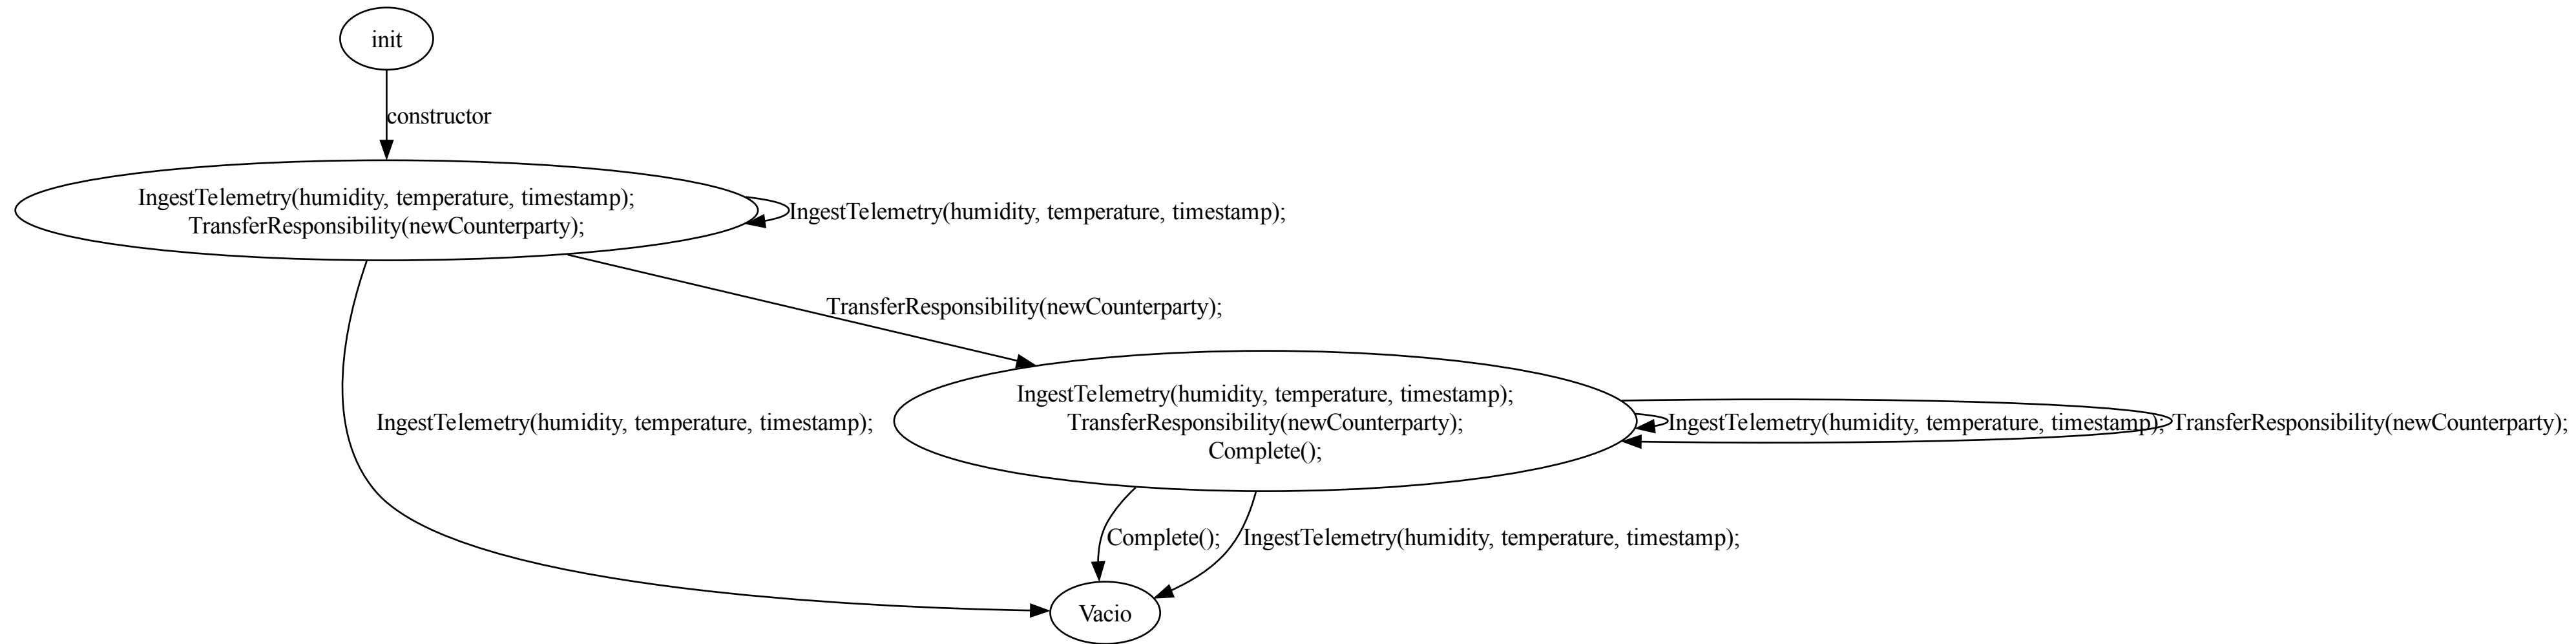 init
constructor
IngestTelemetry(humidity, temperature, timestamp);
TransferResponsibility(newCounterparty);
IngestTelemetry(humidity, temperature, timestamp);
TransferResponsibility(newCounterparty);
IngestTelemetry(humidity, temperature, timestamp);
IngestTelemetry(humidity, temperature, timestamp);
TransferResponsibility(newCounterparty);
Complete();
IngestTelemetry(humidity, temperature, timestamp);
TransferResponsibility(newCounterparty);
Complete();
IngestTelemetry(humidity, temperature, timestamp);
Vacio